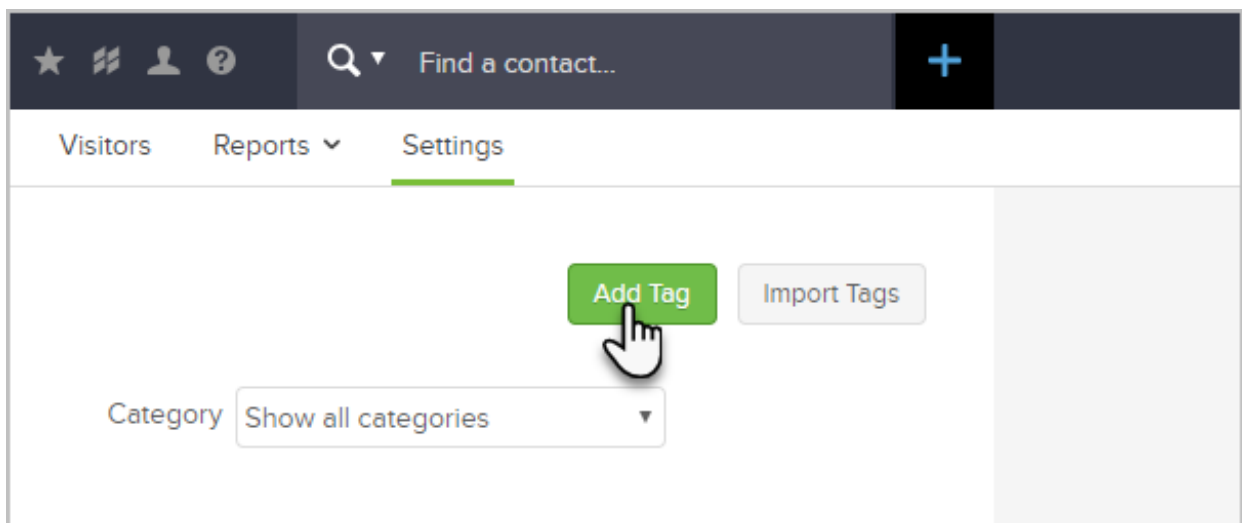 Find a contact...
Visitors Reports Settings
Add Tag Import Tags
Category Show all categories